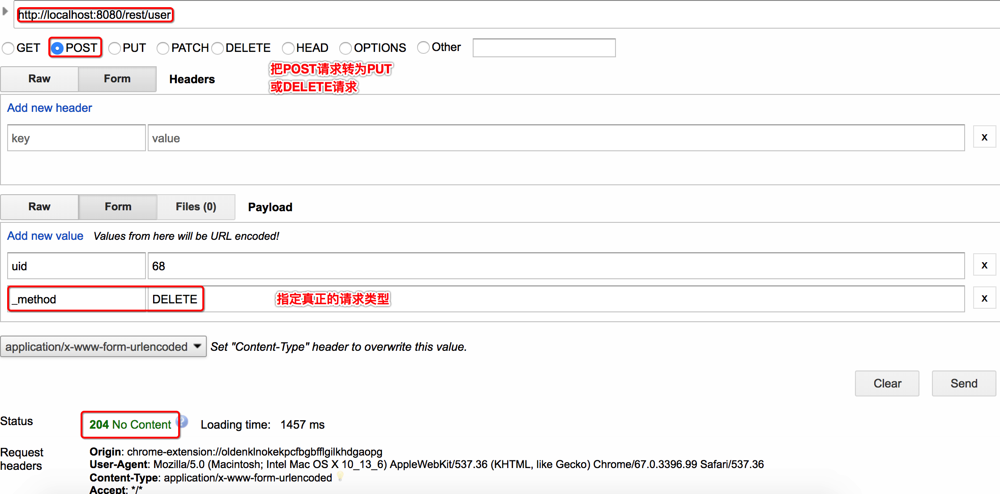 http://localhost:8080/rest/user
GET POST PUT PATCH DELETE HEAD OPTIONS Other
把POST请求转为PUT
或DELETE请求
Raw Form Headers
Add new header
key value x
Raw Form Files (0) Payload
Add new value Values from here will be URL encoded!
uid 68 x
_method DELETE 指定真正的请求类型 x
application/x-www-form-urlencoded Set "Content-Type" header to overwrite this value.
Clear Send
Status 204 No Content ? Loading time: 1457 ms
Request headers
Origin: chrome-extension://oldenklnokekpcfbgbfflgilkhdgaopg
User-Agent: Mozilla/5.0 (Macintosh; Intel Mac OS X 10_13_6) AppleWebKit/537.36 (KHTML, like Gecko) Chrome/67.0.3396.99 Safari/537.36
Content-Type: application/x-www-form-urlencoded
Accept: */*